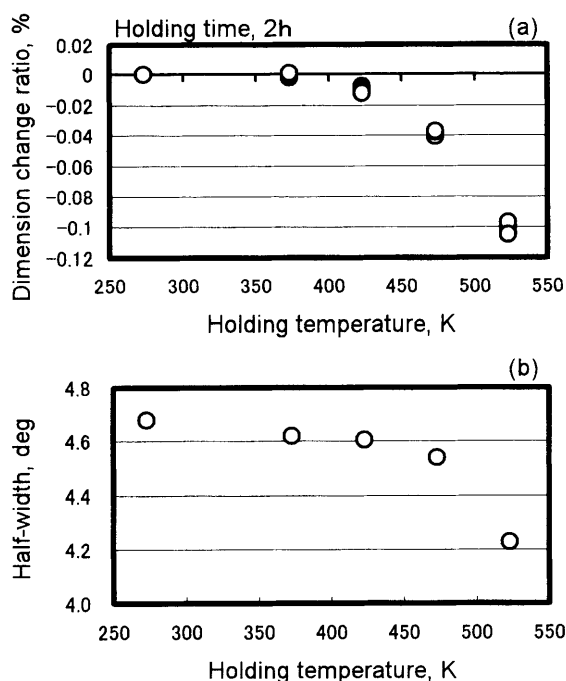 Holding time, 2h (a)
Dimension change ratio, %
0.02
0
-0.02
-0.04
-0.06
-0.08
-0.1
-0.12
250 300 350 400 450 500 550
Holding temperature, K
(b)
Half-width, deg
4.8
4.6
4.4
4.2
4.0
250 300 350 400 450 500 550
Holding temperature, K